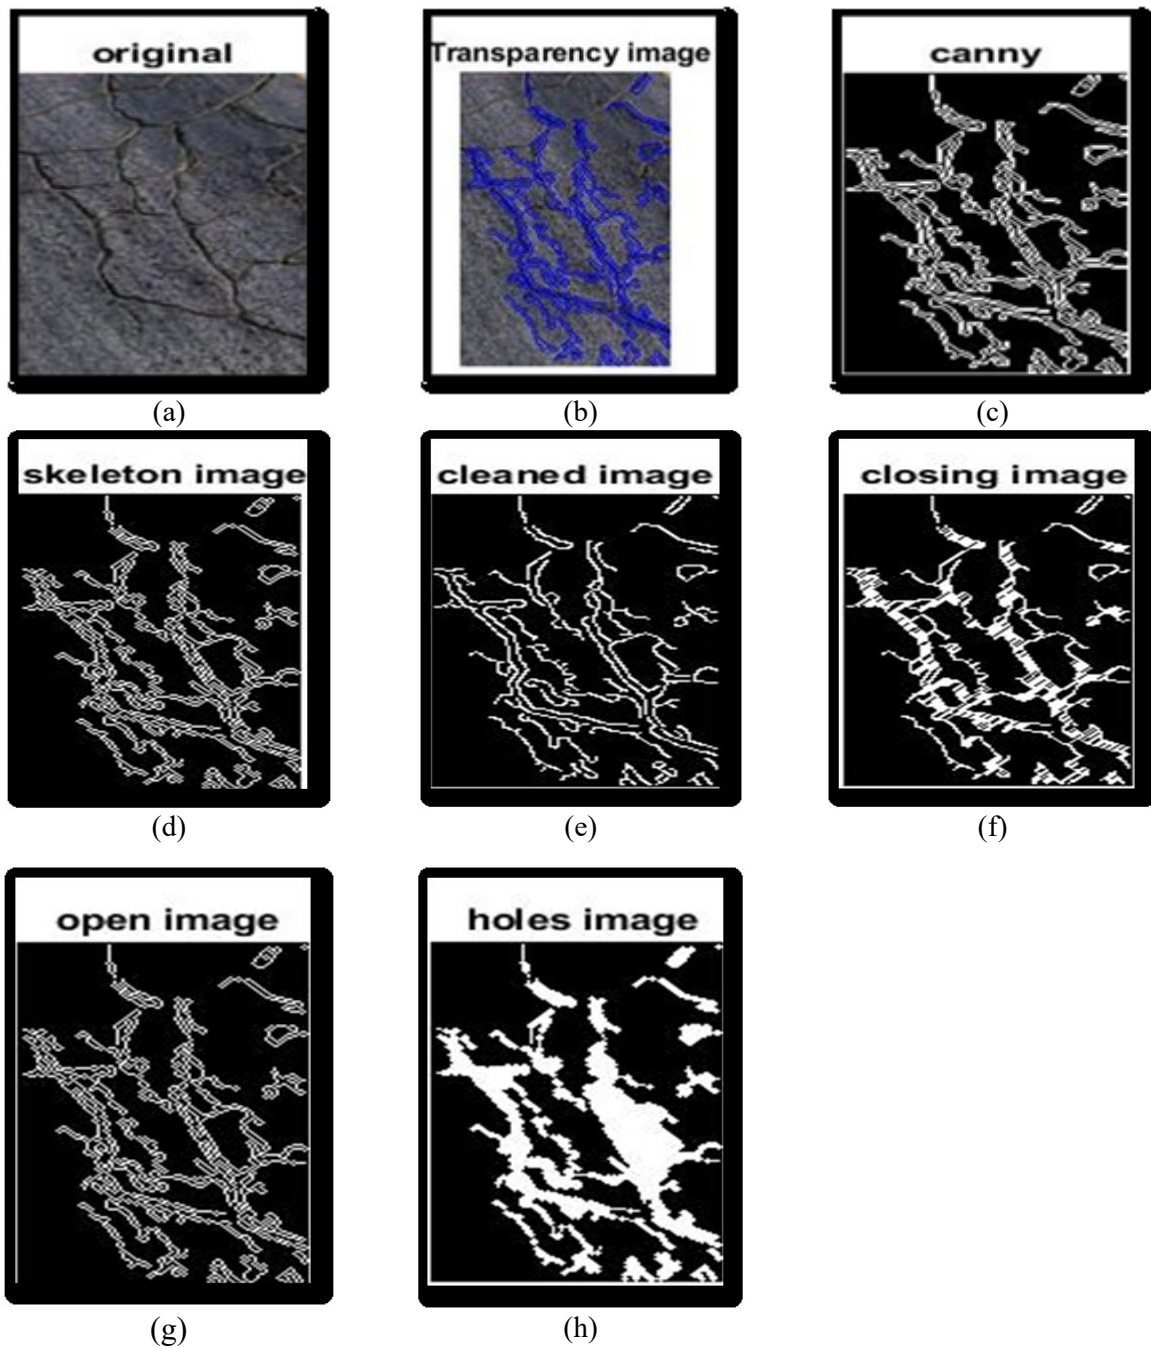 original
Transparency image
canny
(a)
(b)
(c)
skeleton image
cleaned image
closing image
(d)
(e)
(f)
open image
holes image
(g)
(h)